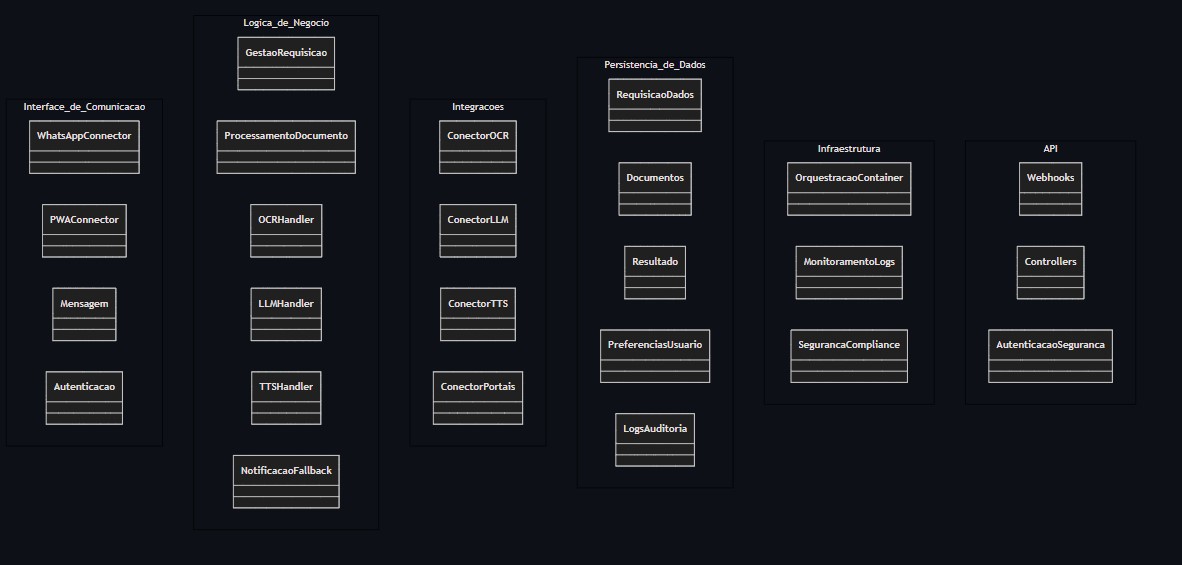 Interface_de_Comunicacao
WhatsAppConnector
PWAConnector
Mensagem
Autenticacao
Logica_de_Negocio
GestaoRequisicao
ProcessamentoDocumento
OCRHandler
LLMHandler
TTSHandler
NotificacaoFallback
Integracoes
ConectorOCR
ConectorLLM
ConectorTTS
ConectorPortais
Persistencia_de_Dados
RequisicaoDados
Documentos
Resultado
PreferenciasUsuario
LogsAuditoria
Infraestrutura
OrquestracaoContainer
MonitoramentoLogs
SegurancaCompliance
API
Webhooks
Controllers
AutenticacaoSeguranca